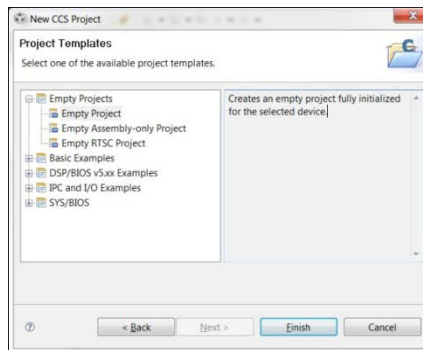 New CCS Project
Project Templates
Select one of the available project templates.
Empty Projects
Empty Project
Empty Assembly-only Project
Empty RTSC Project
Basic Examples
DSP/BIOS v5.xx Examples
IPC and I/O Examples
SYS/BIOS
Creates an empty project fully initialized
for the selected device.
< Back
Next >
Finish
Cancel